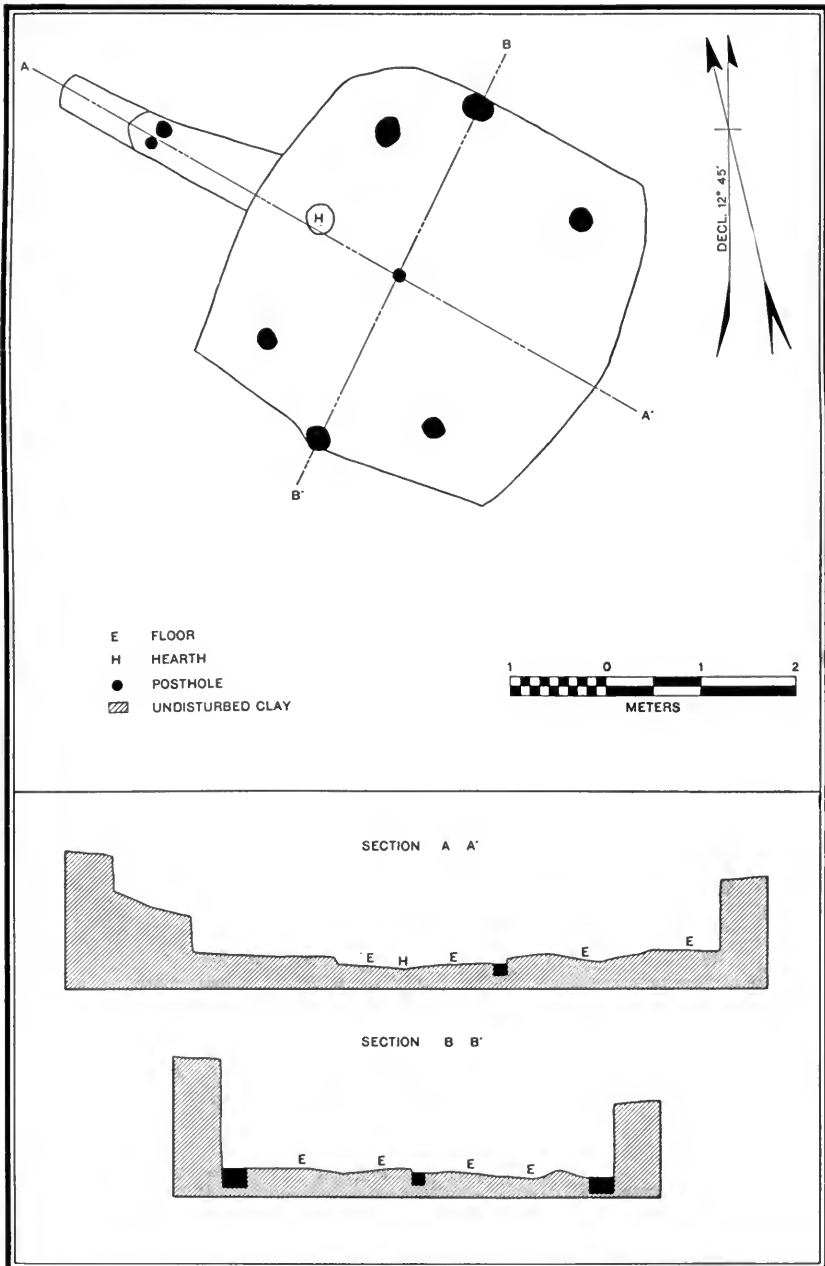 A
B
DECL. 12° 45'
H
A'
B'
E FLOOR
H HEARTH
POSTHOLE
UNDISTURBED CLAY
1 0 1 2
METERS
SECTION A A'
E H E E E
SECTION B B'
E E E E